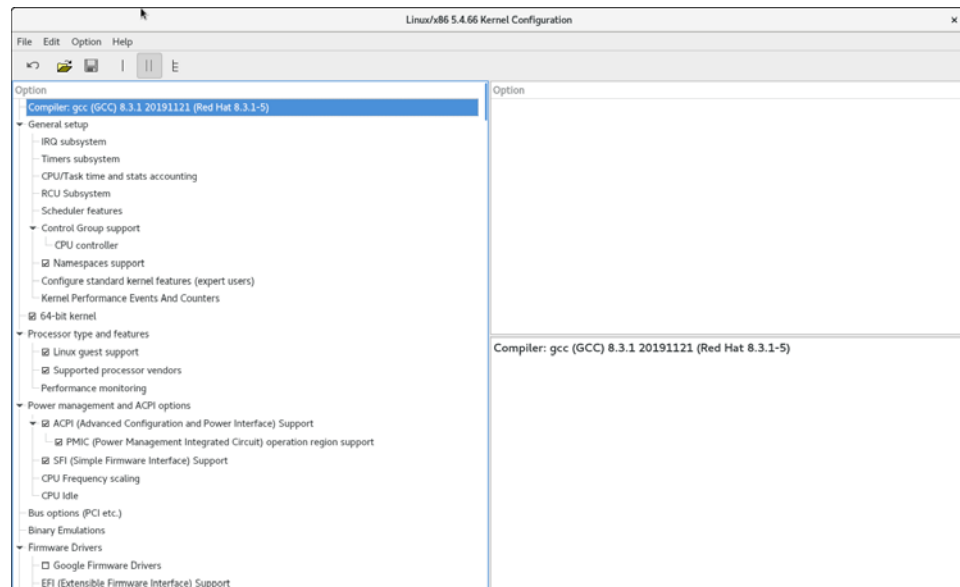 Linux/x86 5.4.66 Kernel Configuration
File Edit Option Help
Option
Compiler: gcc (GCC) 8.3.1 20191121 (Red Hat 8.3.1-5)
General setup
IRQ subsystem
Timers subsystem
CPU/Task time and stats accounting
RCU Subsystem
Scheduler features
Control Group support
CPU controller
Namespaces support
Configure standard kernel features (expert users)
Kernel Performance Events And Counters
64-bit kernel
Processor type and features
Linux guest support
Supported processor vendors
Performance monitoring
Power management and ACPI options
ACPI (Advanced Configuration and Power Interface) Support
PMIC (Power Management Integrated Circuit) operation region support
SFI (Simple Firmware Interface) Support
CPU Frequency scaling
CPU Idle
Bus options (PCI etc.)
Binary Emulations
Firmware Drivers
Google Firmware Drivers
EFI (Extensible Firmware Interface) Support
Option
Compiler: gcc (GCC) 8.3.1 20191121 (Red Hat 8.3.1-5)